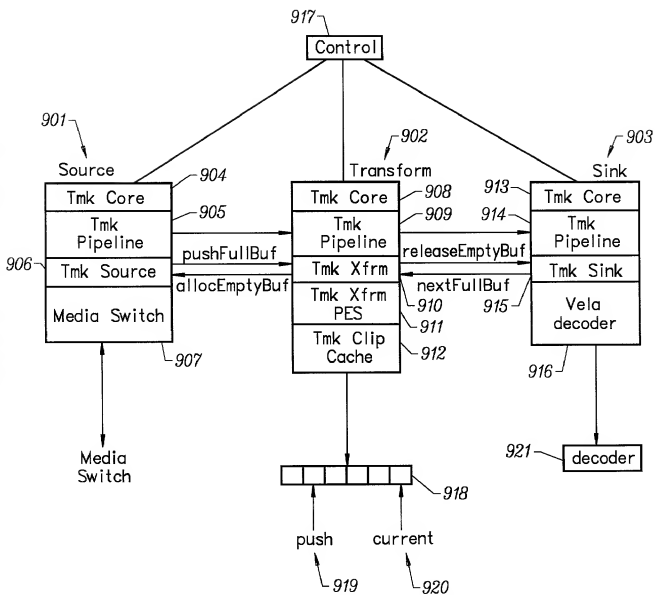 917
Control
901
902
903
Source
904
Transform
908
Sink
913
Tmk Core
Tmk Core
Tmk Core
905
909
914
Tmk
Pipeline
Tmk
Pipeline
Tmk
Pipeline
906
pushFullBuf
releaseEmptyBuf
Tmk Source
Tmk Xfrm
Tmk Sink
allocEmptyBuf
nextFullBuf
910
915
Media Switch
Tmk Xfrm
PES
911
Vela
decoder
907
Tmk Clip
Cache
912
916
Media
Switch
921
decoder
918
push
current
919
920